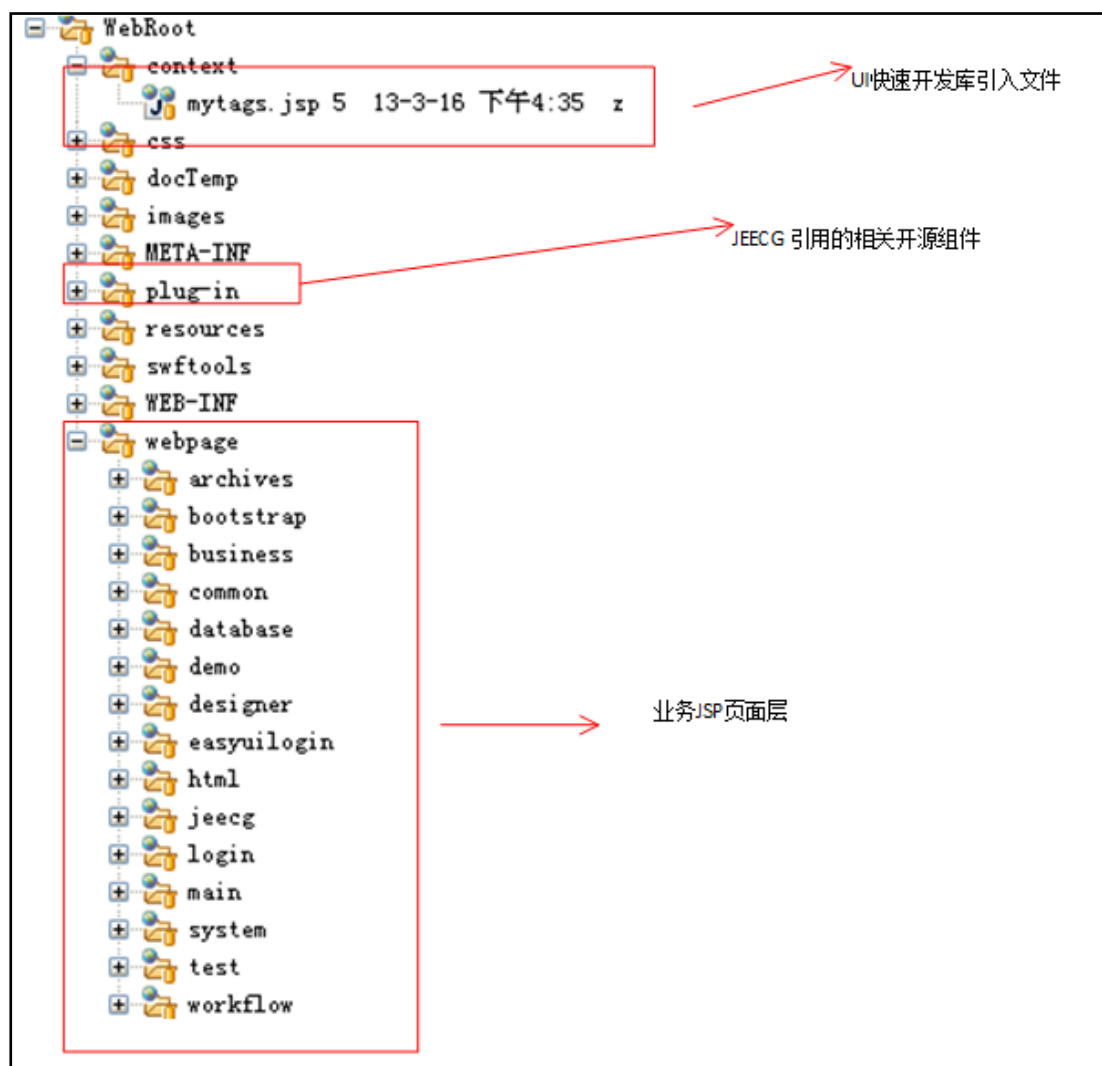 WebRoot
context
UI快速开发库引入文件
mytags.jsp 5 13-3-16 下午4:35 z
css
docTemp
images
JEECG 引用的相关开源组件
META-INF
plug-in
resources
swftools
WEB-INF
webpage
archives
bootstrap
business
common
database
demo
designer
业务JSP页面层
easyuilogin
html
jeecg
login
main
system
test
workflow